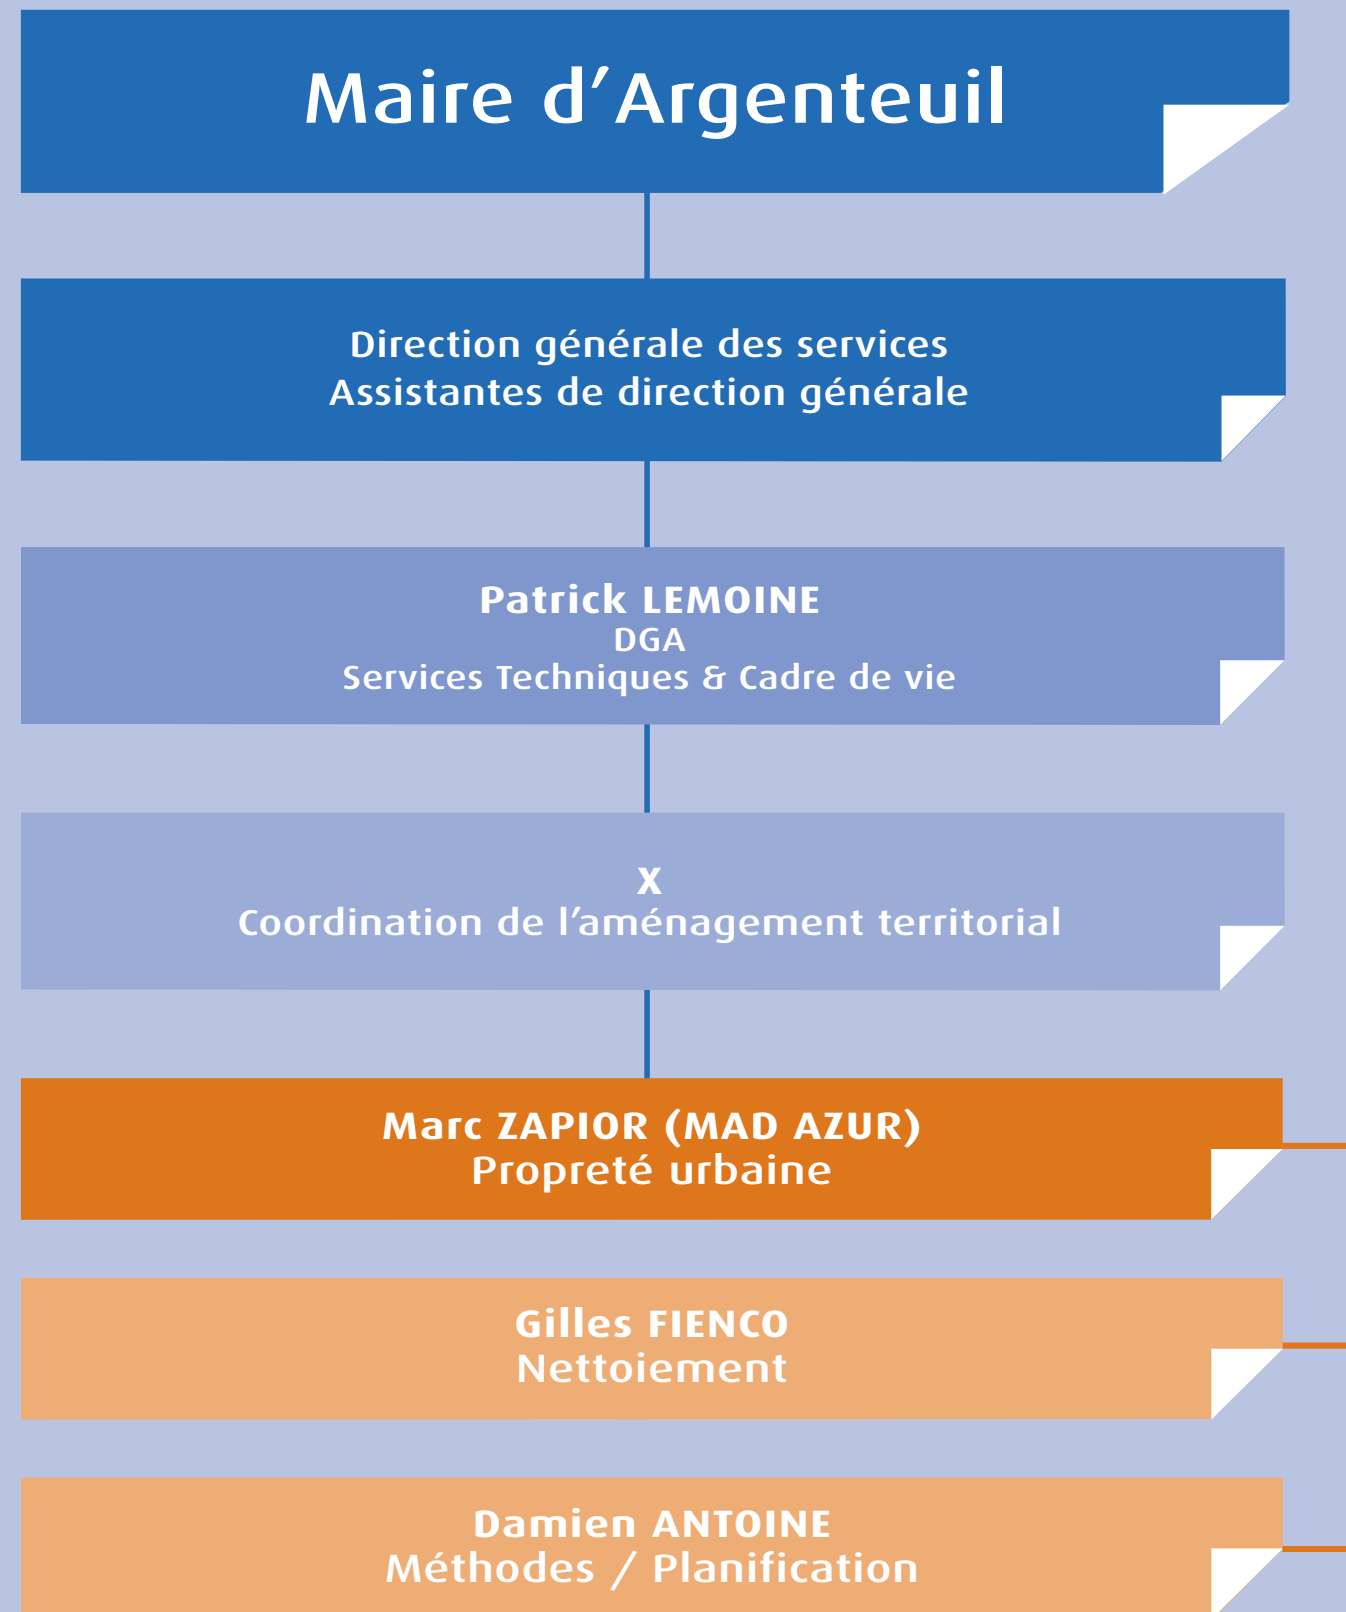 Maire d'Argenteuil
Direction générale des services
Assistantes de direction générale
Patrick LEMOINE
DGA
Services Techniques & Cadre de vie
X
Coordination de l'aménagement territorial
Marc ZAPIOR (MAD AZUR)
Propreté urbaine
Gilles FIENCO
Nettoiement
Damien ANTOINE
Méthodes / Planification